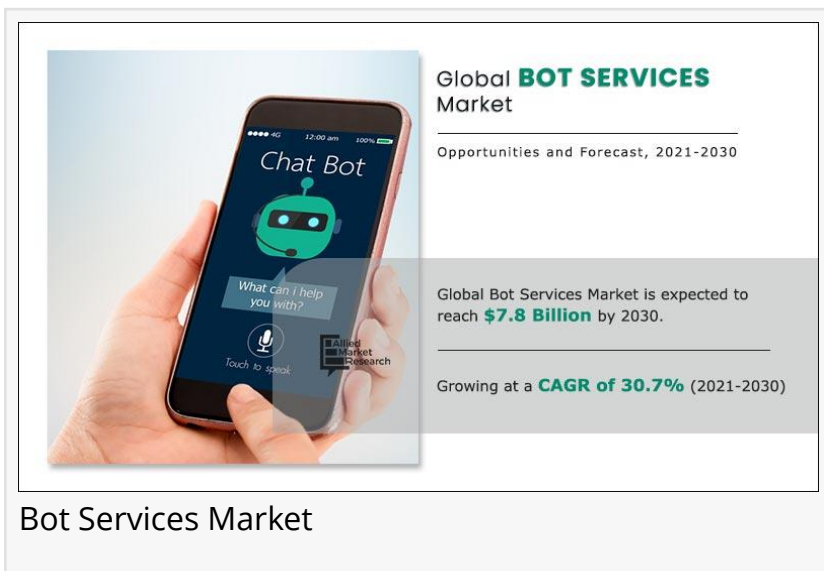 Global BOT SERVICES
Market
Opportunities and Forecast, 2021-2030
4G 12:00 am 100%
Chat Bot
What can i help
you with?
Touch to speak
Allied
Market
Research
Global Bot Services Market is expected to
reach $7.8 Billion by 2030.
Growing at a CAGR of 30.7% (2021-2030)
Bot Services Market